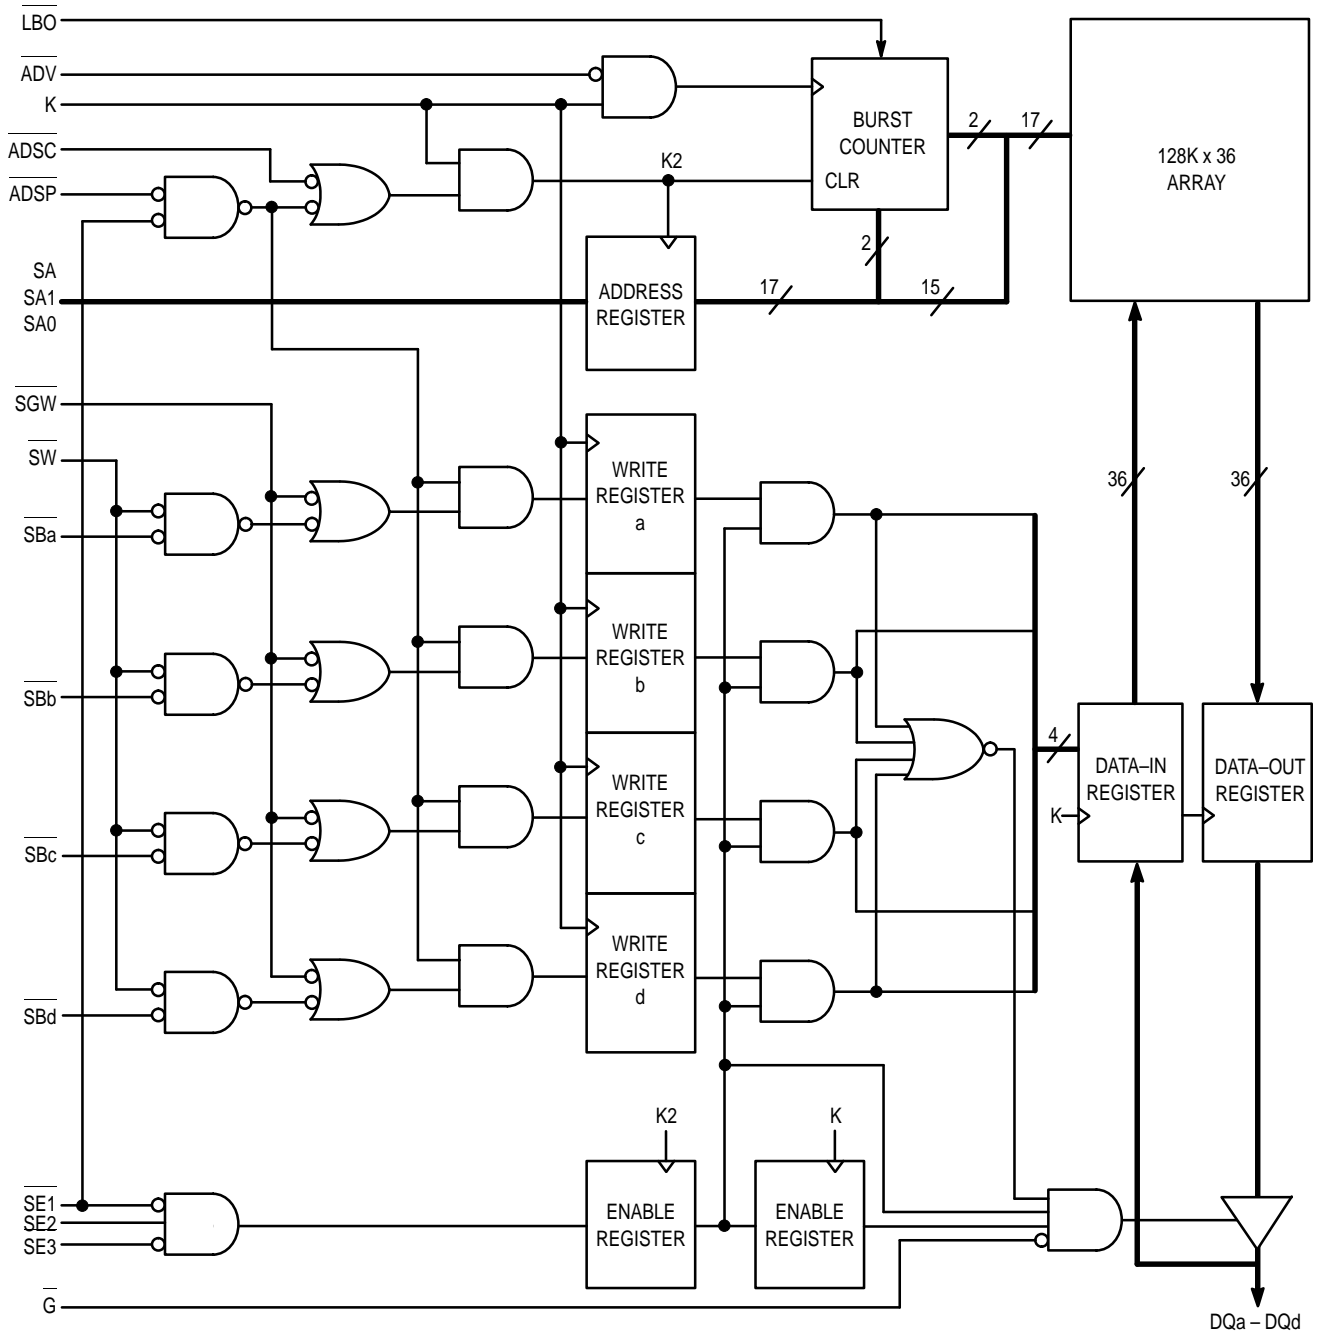 LBO
ADV
K
ADSC
ADSP
K2
BURST
COUNTER
CLR
2
17
128K x 36
ARRAY
2
SA
SA1
SA0
ADDRESS
REGISTER
17
15
SGW
SW
SBa
WRITE
REGISTER
a
36
36
SBb
WRITE
REGISTER
b
SBc
WRITE
REGISTER
c
4
DATA–IN
REGISTER
K
DATA–OUT
REGISTER
SBd
WRITE
REGISTER
d
K2
K
SE1
SE2
SE3
ENABLE
REGISTER
ENABLE
REGISTER
G
DQa – DQd